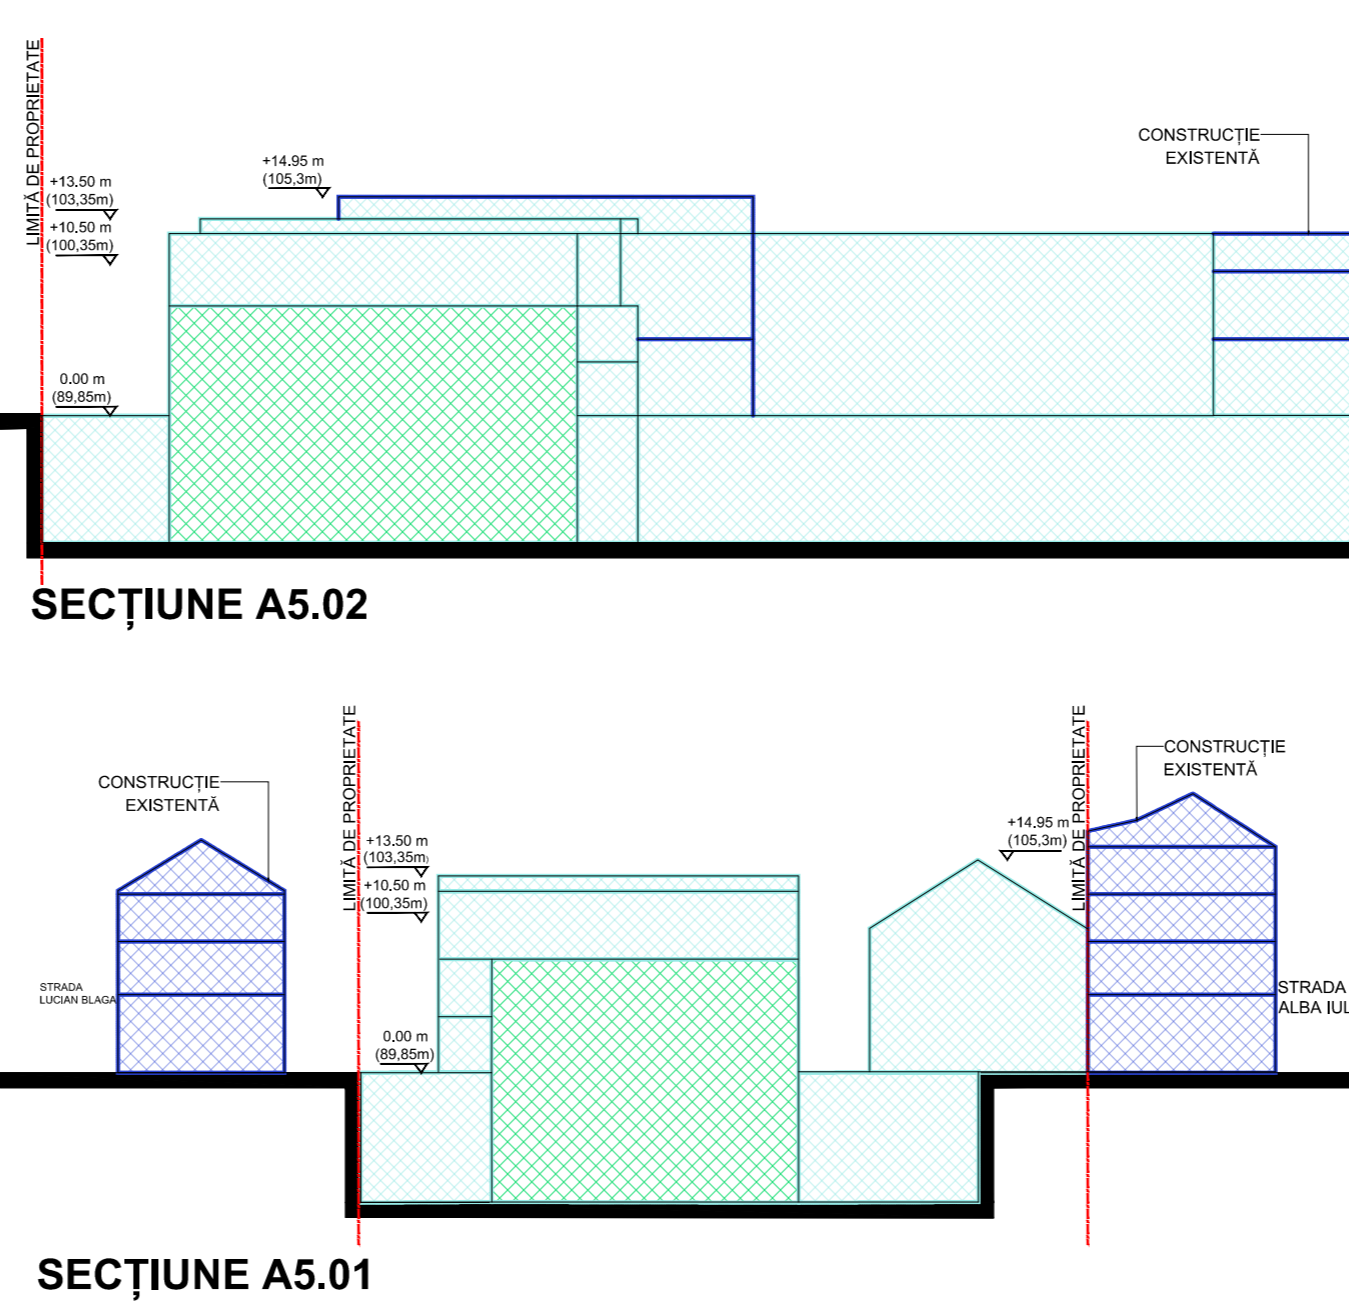 LIMITĂ DE PROPRIETATE
+13.50 m
(103,35m)
+10,50 m
(100,35m)
+14.95 m
(105,3m)
CONSTRUCȚIE
EXISTENTĂ
0.00 m
(89,85m)
SECȚIUNE A5.02
CONSTRUCȚIE
EXISTENTĂ
LIMITĂ DE PROPRIETATE
+13.50 m
(103,35m)
+10.50 m
(100,35m)
+14.95 m
(105,3m)
LIMITĂ DE PROPRIETATE
CONSTRUCȚIE
EXISTENTĂ
STRADA
LUCIAN BLAGA
0.00 m
(89,85m)
STRADA
ALBA IUL
SECȚIUNE A5.01